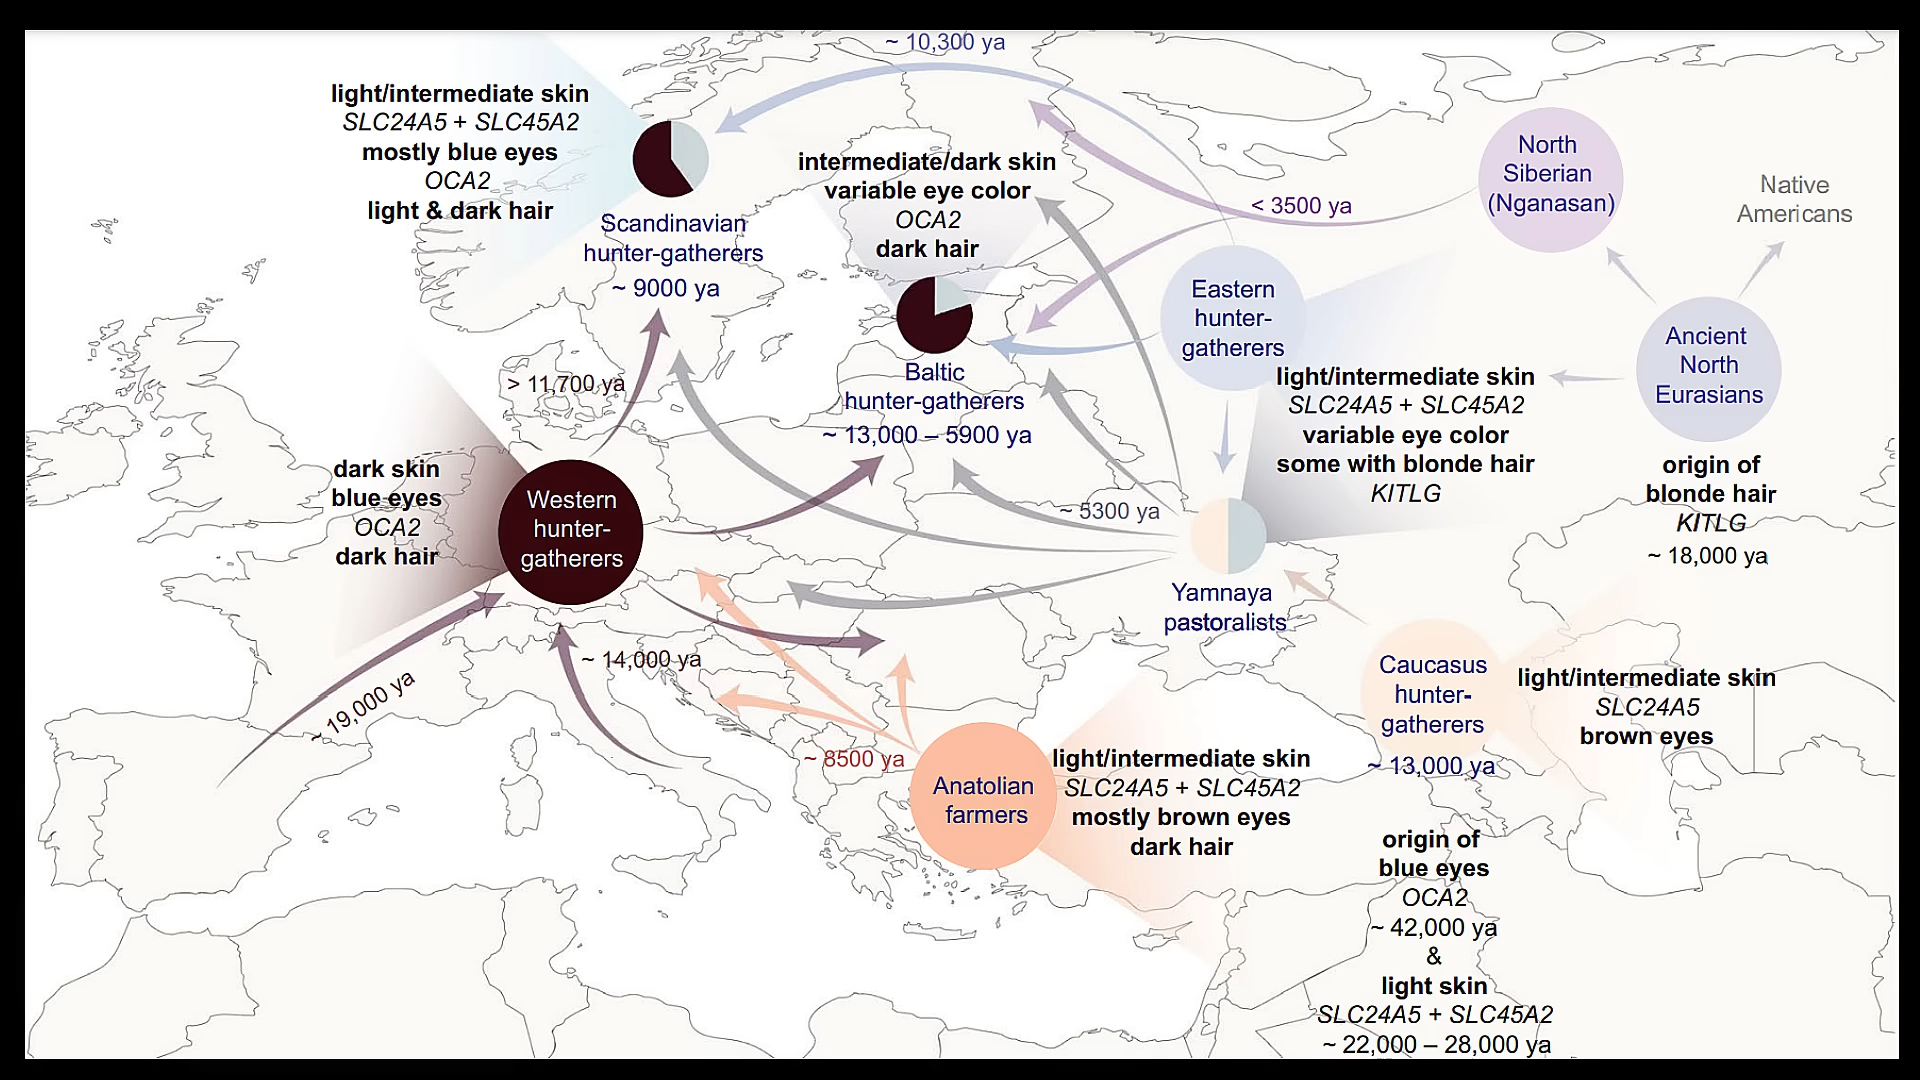 ~ 10,300 ya
light/intermediate skin
SLC24A5 + SLC45A2
mostly blue eyes
OCA2
light & dark hair
Scandinavian
hunter-gatherers
~ 9000 ya
intermediate/dark skin
variable eye color
OCA2
dark hair
Baltic
hunter-gatherers
~ 13,000 – 5900 ya
North
Siberian
(Nganasan)
< 3500 ya
Native
Americans
Eastern
hunter-
gatherers
light/intermediate skin
SLC24A5 + SLC45A2
variable eye color
some with blonde hair
KITLG
Ancient
North
Eurasians
origin of
blonde hair
KITLG
~ 18,000 ya
> 11,700 ya
dark skin
blue eyes
OCA2
dark hair
Western
hunter-
gatherers
~ 5300 ya
Yamnaya
pastoralists
~ 19,000 ya
~ 14,000 ya
~ 8500 ya
Anatolian
farmers
light/intermediate skin
SLC24A5 + SLC45A2
mostly brown eyes
dark hair
Caucasus
hunter-
gatherers
~ 13,000 ya
light/intermediate skin
SLC24A5
brown eyes
origin of
blue eyes
OCA2
~ 42,000 ya
&
light skin
SLC24A5 + SLC45A2
~ 22,000 – 28,000 ya